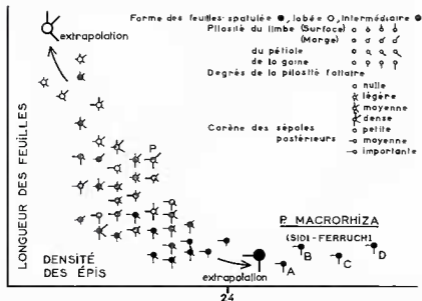 Forme des feuilles: spatulée ●, lobée O, Intermédiaire
Pilosité du limbe (Surface)
(Marge)
du pétiole
de la gaine
Degrés de la pilosité foliaire
nulle
légère
moyenne
dense
Carène des sépales postérieurs
petite
moyenne
importante
extrapolation
P
LONGUEUR DES FEUILLES
DENSITÉ DES ÉPIS
P MACRORHIZA
(SIDI-FERRUCH)
A
B
C
D
extrapolation
24